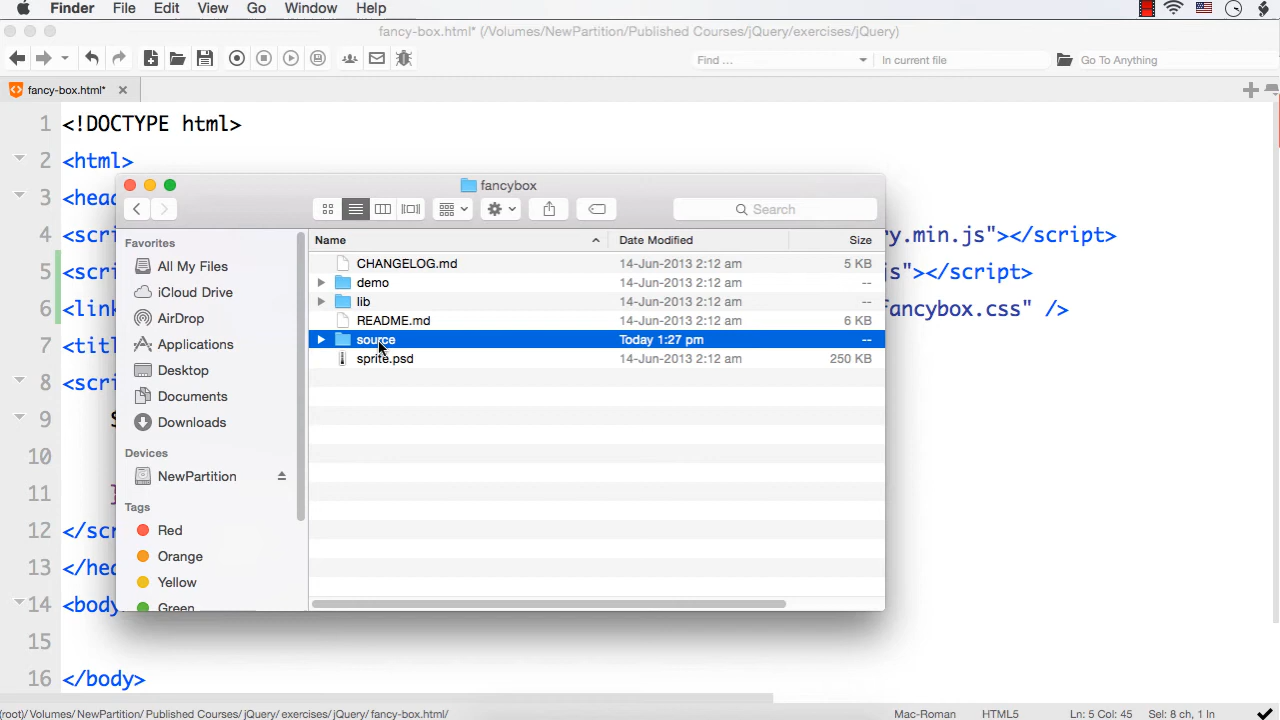 Finder File Edit View Go Window Help
fancy-box.html* (/Volumes/NewPartition/Published Courses/jQuery/exercises/jQuery)
Find ... In current file Go To Anything
fancy-box.html*
1 <!DOCTYPE html>
2 <html>
3 <head
4 <scr y.min.js"></script>
5 <scr s"></script>
6 <link fancybox.css" />
7 <titl
8 <scr
9
10
11 }
12 </scr
13 </hea
14 <body
15
16 </body>
fancybox
Search
Favorites
All My Files
iCloud Drive
AirDrop
Applications
Desktop
Documents
Downloads
Devices
NewPartition
Tags
Red
Orange
Yellow
Green
Name Date Modified Size
CHANGELOG.md 14-Jun-2013 2:12 am 5 KB
demo 14-Jun-2013 2:12 am --
lib 14-Jun-2013 2:12 am --
README.md 14-Jun-2013 2:12 am 6 KB
source Today 1:27 pm --
sprite.psd 14-Jun-2013 2:12 am 250 KB
(root)/ Volumes/ NewPartition/ Published Courses/ jQuery/ exercises/ jQuery/ fancy-box.html/
Mac-Roman HTML5 Ln: 5 Col: 45 Sel: 8 ch, 1 ln